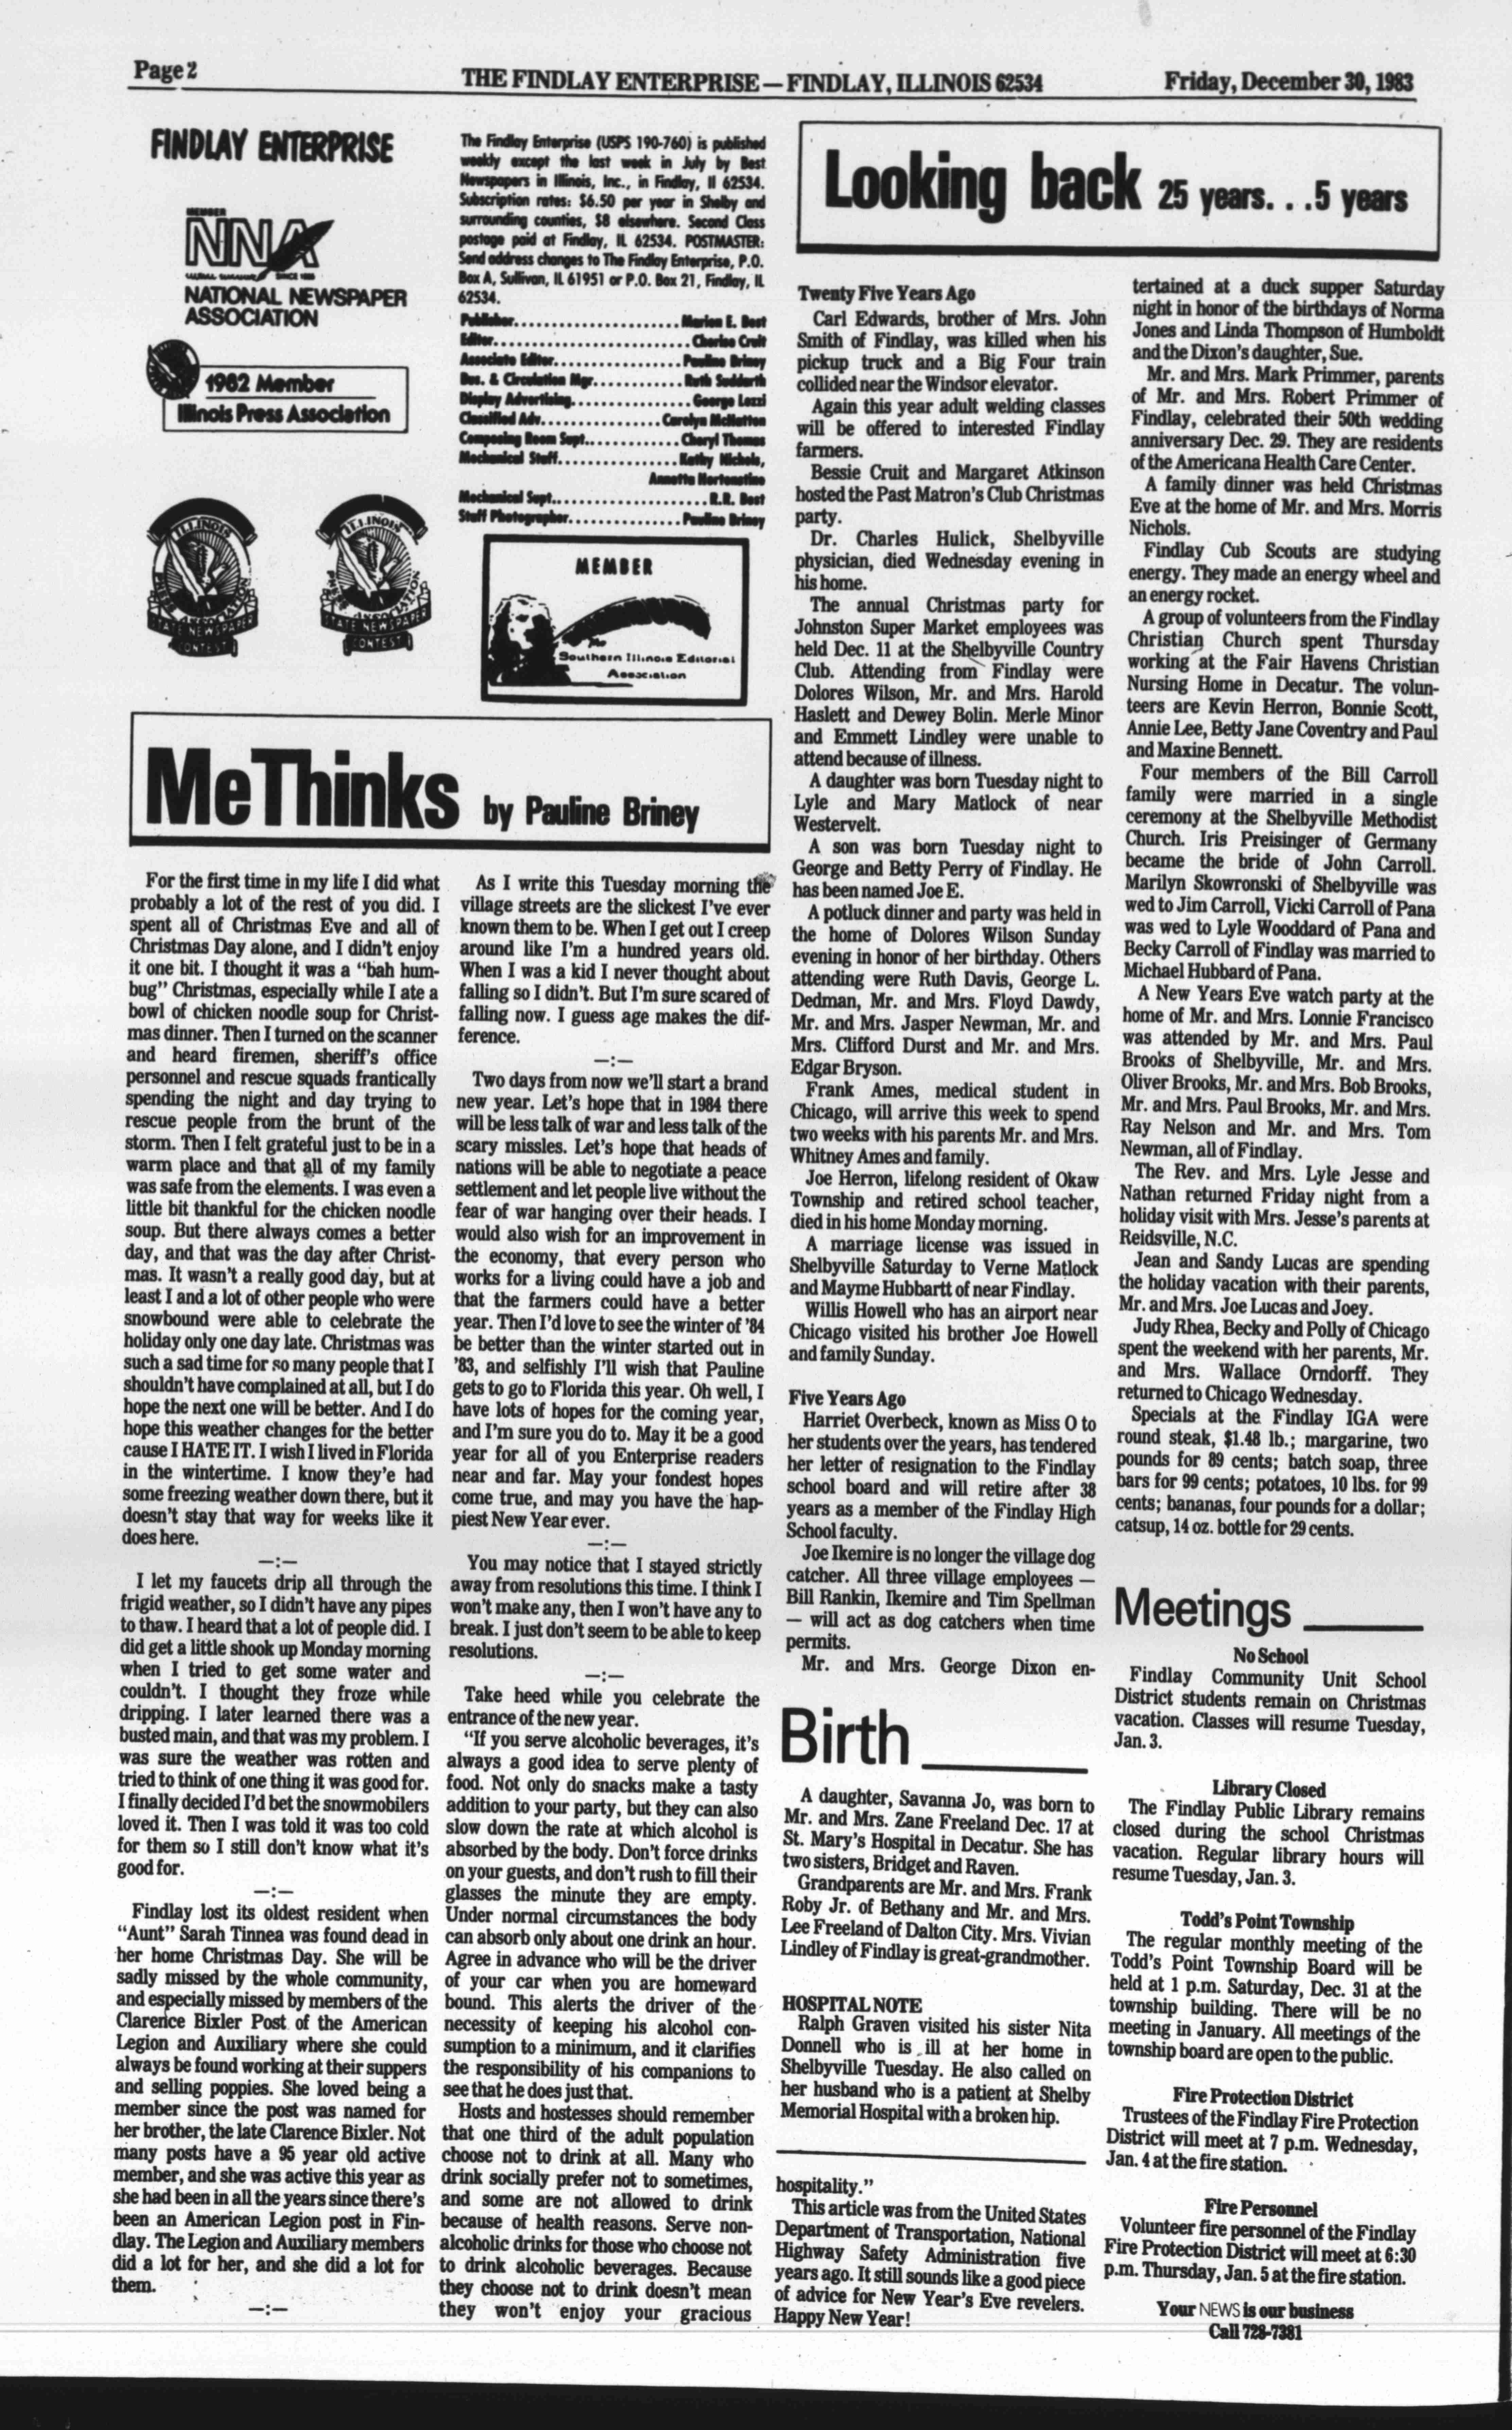 Page 2
THE FINDLAY ENTERPRISE — FINDLAY, ILLINOIS 62534
Friday, December 30, 1983
FINDLAY ENTERPRISE
MEMBER
NNA
SINCE 1885
NATIONAL NEWSPAPER
ASSOCIATION
1982 Member
Illinois Press Association
ILLINOIS
PRESS ASSOCIATION
STATE NEWSPAPER
CONTEST
ILLINOIS
PRESS ASSOCIATION
STATE NEWSPAPER
CONTEST
The Findlay Enterprise (USPS 190-760) is published
weekly except the last week in July by Best
Newspapers in Illinois, Inc., in Findlay, Il 62534.
Subscription rates: $6.50 per year in Shelby and
surrounding counties, $8 elsewhere. Second Class
postage paid at Findlay, IL 62534. POSTMASTER:
Send address changes to The Findlay Enterprise, P.O.
Box A, Sullivan, IL 61951 or P.O. Box 21, Findlay, IL
62534.
Publisher......................Marion E. Best
Editor..........................Charlee Cruit
Associate Editor.................Pauline Briney
Bus. & Circulation Mgr............Ruth Suddarth
Display Advertising................George Lezzi
Classified Adv................Carolyn McHatton
Composing Room Supt.............Cheryl Thomas
Mechanical Staff................Kathy Nichols,
Annetta Hortenstine
Mechanical Supt.....................R.R. Best
Staff Photographer...............Pauline Briney
MEMBER
The
Southern Illinois Editorial
Association
MeThinks by Pauline Briney
For the first time in my life I did what
probably a lot of the rest of you did. I
spent all of Christmas Eve and all of
Christmas Day alone, and I didn't enjoy
it one bit. I thought it was a "bah hum-
bug" Christmas, especially while I ate a
bowl of chicken noodle soup for Christ-
mas dinner. Then I turned on the scanner
and heard firemen, sheriff's office
personnel and rescue squads frantically
spending the night and day trying to
rescue people from the brunt of the
storm. Then I felt grateful just to be in a
warm place and that all of my family
was safe from the elements. I was even a
little bit thankful for the chicken noodle
soup. But there always comes a better
day, and that was the day after Christ-
mas. It wasn't a really good day, but at
least I and a lot of other people who were
snowbound were able to celebrate the
holiday only one day late. Christmas was
such a sad time for so many people that I
shouldn't have complained at all, but I do
hope the next one will be better. And I do
hope this weather changes for the better
cause I HATE IT. I wish I lived in Florida
in the wintertime. I know they'e had
some freezing weather down there, but it
doesn't stay that way for weeks like it
does here.
—:—
I let my faucets drip all through the
frigid weather, so I didn't have any pipes
to thaw. I heard that a lot of people did. I
did get a little shook up Monday morning
when I tried to get some water and
couldn't. I thought they froze while
dripping. I later learned there was a
busted main, and that was my problem. I
was sure the weather was rotten and
tried to think of one thing it was good for.
I finally decided I'd bet the snowmobilers
loved it. Then I was told it was too cold
for them so I still don't know what it's
good for.
—:—
Findlay lost its oldest resident when
"Aunt" Sarah Tinnea was found dead in
her home Christmas Day. She will be
sadly missed by the whole community,
and especially missed by members of the
Clarence Bixler Post of the American
Legion and Auxiliary where she could
always be found working at their suppers
and selling poppies. She loved being a
member since the post was named for
her brother, the late Clarence Bixler. Not
many posts have a 95 year old active
member, and she was active this year as
she had been in all the years since there's
been an American Legion post in Fin-
dlay. The Legion and Auxiliary members
did a lot for her, and she did a lot for
them.
—:—
As I write this Tuesday morning the
village streets are the slickest I've ever
known them to be. When I get out I creep
around like I'm a hundred years old.
When I was a kid I never thought about
falling so I didn't. But I'm sure scared of
falling now. I guess age makes the dif-
ference.
—:—
Two days from now we'll start a brand
new year. Let's hope that in 1984 there
will be less talk of war and less talk of the
scary missles. Let's hope that heads of
nations will be able to negotiate a peace
settlement and let people live without the
fear of war hanging over their heads. I
would also wish for an improvement in
the economy, that every person who
works for a living could have a job and
that the farmers could have a better
year. Then I'd love to see the winter of '84
be better than the winter started out in
'83, and selfishly I'll wish that Pauline
gets to go to Florida this year. Oh well, I
have lots of hopes for the coming year,
and I'm sure you do to. May it be a good
year for all of you Enterprise readers
near and far. May your fondest hopes
come true, and may you have the hap-
piest New Year ever.
—:—
You may notice that I stayed strictly
away from resolutions this time. I think I
won't make any, then I won't have any to
break. I just don't seem to be able to keep
resolutions.
—:—
Take heed while you celebrate the
entrance of the new year.
"If you serve alcoholic beverages, it's
always a good idea to serve plenty of
food. Not only do snacks make a tasty
addition to your party, but they can also
slow down the rate at which alcohol is
absorbed by the body. Don't force drinks
on your guests, and don't rush to fill their
glasses the minute they are empty.
Under normal circumstances the body
can absorb only about one drink an hour.
Agree in advance who will be the driver
of your car when you are homeward
bound. This alerts the driver of the
necessity of keeping his alcohol con-
sumption to a minimum, and it clarifies
the responsibility of his companions to
see that he does just that.
Hosts and hostesses should remember
that one third of the adult population
choose not to drink at all. Many who
drink socially prefer not to sometimes,
and some are not allowed to drink
because of health reasons. Serve non-
alcoholic drinks for those who choose not
to drink alcoholic beverages. Because
they choose not to drink doesn't mean
they won't enjoy your gracious
hospitality."
This article was from the United States
Department of Transportation, National
Highway Safety Administration five
years ago. It still sounds like a good piece
of advice for New Year's Eve revelers.
Happy New Year!
Looking back 25 years. . .5 years
Twenty Five Years Ago
Carl Edwards, brother of Mrs. John
Smith of Findlay, was killed when his
pickup truck and a Big Four train
collided near the Windsor elevator.
Again this year adult welding classes
will be offered to interested Findlay
farmers.
Bessie Cruit and Margaret Atkinson
hosted the Past Matron's Club Christmas
party.
Dr. Charles Hulick, Shelbyville
physician, died Wednesday evening in
his home.
The annual Christmas party for
Johnston Super Market employees was
held Dec. 11 at the Shelbyville Country
Club. Attending from Findlay were
Dolores Wilson, Mr. and Mrs. Harold
Haslett and Dewey Bolin. Merle Minor
and Emmett Lindley were unable to
attend because of illness.
A daughter was born Tuesday night to
Lyle and Mary Matlock of near
Westervelt.
A son was born Tuesday night to
George and Betty Perry of Findlay. He
has been named Joe E.
A potluck dinner and party was held in
the home of Dolores Wilson Sunday
evening in honor of her birthday. Others
attending were Ruth Davis, George L.
Dedman, Mr. and Mrs. Floyd Dawdy,
Mr. and Mrs. Jasper Newman, Mr. and
Mrs. Clifford Durst and Mr. and Mrs.
Edgar Bryson.
Frank Ames, medical student in
Chicago, will arrive this week to spend
two weeks with his parents Mr. and Mrs.
Whitney Ames and family.
Joe Herron, lifelong resident of Okaw
Township and retired school teacher,
died in his home Monday morning.
A marriage license was issued in
Shelbyville Saturday to Verne Matlock
and Mayme Hubbartt of near Findlay.
Willis Howell who has an airport near
Chicago visited his brother Joe Howell
and family Sunday.
Five Years Ago
Harriet Overbeck, known as Miss O to
her students over the years, has tendered
her letter of resignation to the Findlay
school board and will retire after 38
years as a member of the Findlay High
School faculty.
Joe Ikemire is no longer the village dog
catcher. All three village employees —
Bill Rankin, Ikemire and Tim Spellman
— will act as dog catchers when time
permits.
Mr. and Mrs. George Dixon en-
tertained at a duck supper Saturday
night in honor of the birthdays of Norma
Jones and Linda Thompson of Humboldt
and the Dixon's daughter, Sue.
Mr. and Mrs. Mark Primmer, parents
of Mr. and Mrs. Robert Primmer of
Findlay, celebrated their 50th wedding
anniversary Dec. 29. They are residents
of the Americana Health Care Center.
A family dinner was held Christmas
Eve at the home of Mr. and Mrs. Morris
Nichols.
Findlay Cub Scouts are studying
energy. They made an energy wheel and
an energy rocket.
A group of volunteers from the Findlay
Christian Church spent Thursday
working at the Fair Havens Christian
Nursing Home in Decatur. The volun-
teers are Kevin Herron, Bonnie Scott,
Annie Lee, Betty Jane Coventry and Paul
and Maxine Bennett.
Four members of the Bill Carroll
family were married in a single
ceremony at the Shelbyville Methodist
Church. Iris Preisinger of Germany
became the bride of John Carroll.
Marilyn Skowronski of Shelbyville was
wed to Jim Carroll, Vicki Carroll of Pana
was wed to Lyle Wooddard of Pana and
Becky Carroll of Findlay was married to
Michael Hubbard of Pana.
A New Years Eve watch party at the
home of Mr. and Mrs. Lonnie Francisco
was attended by Mr. and Mrs. Paul
Brooks of Shelbyville, Mr. and Mrs.
Oliver Brooks, Mr. and Mrs. Bob Brooks,
Mr. and Mrs. Paul Brooks, Mr. and Mrs.
Ray Nelson and Mr. and Mrs. Tom
Newman, all of Findlay.
The Rev. and Mrs. Lyle Jesse and
Nathan returned Friday night from a
holiday visit with Mrs. Jesse's parents at
Reidsville, N.C.
Jean and Sandy Lucas are spending
the holiday vacation with their parents,
Mr. and Mrs. Joe Lucas and Joey.
Judy Rhea, Becky and Polly of Chicago
spent the weekend with her parents, Mr.
and Mrs. Wallace Orndorff. They
returned to Chicago Wednesday.
Specials at the Findlay IGA were
round steak, $1.48 lb.; margarine, two
pounds for 89 cents; batch soap, three
bars for 99 cents; potatoes, 10 lbs. for 99
cents; bananas, four pounds for a dollar;
catsup, 14 oz. bottle for 29 cents.
Birth
A daughter, Savanna Jo, was born to
Mr. and Mrs. Zane Freeland Dec. 17 at
St. Mary's Hospital in Decatur. She has
two sisters, Bridget and Raven.
Grandparents are Mr. and Mrs. Frank
Roby Jr. of Bethany and Mr. and Mrs.
Lee Freeland of Dalton City. Mrs. Vivian
Lindley of Findlay is great-grandmother.
HOSPITAL NOTE
Ralph Graven visited his sister Nita
Donnell who is ill at her home in
Shelbyville Tuesday. He also called on
her husband who is a patient at Shelby
Memorial Hospital with a broken hip.
Meetings
No School
Findlay Community Unit School
District students remain on Christmas
vacation. Classes will resume Tuesday,
Jan. 3.
Library Closed
The Findlay Public Library remains
closed during the school Christmas
vacation. Regular library hours will
resume Tuesday, Jan. 3.
Todd's Point Township
The regular monthly meeting of the
Todd's Point Township Board will be
held at 1 p.m. Saturday, Dec. 31 at the
township building. There will be no
meeting in January. All meetings of the
township board are open to the public.
Fire Protection District
Trustees of the Findlay Fire Protection
District will meet at 7 p.m. Wednesday,
Jan. 4 at the fire station.
Fire Personnel
Volunteer fire personnel of the Findlay
Fire Protection District will meet at 6:30
p.m. Thursday, Jan. 5 at the fire station.
Your NEWS is our business
Call 728-7381